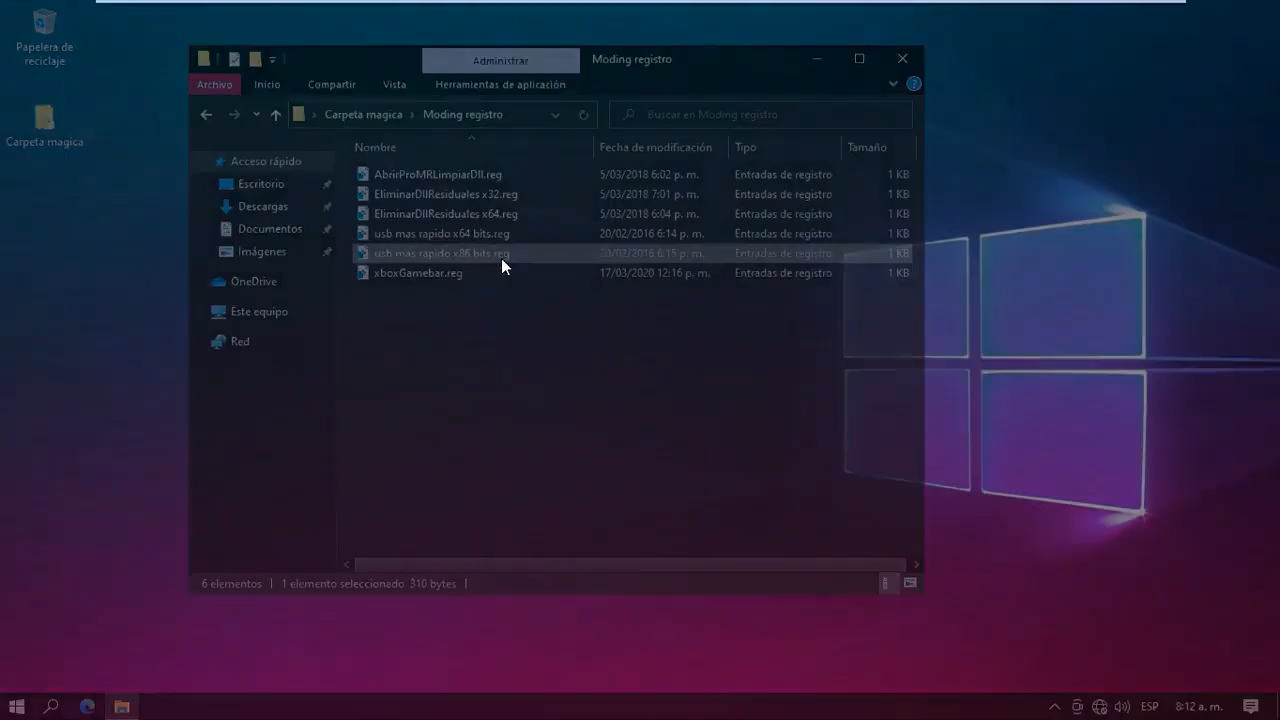 Papelera de
reciclaje
Carpeta magica
Administrar
Moding registro
Archivo Inicio Compartir Vista Herramientas de aplicación
Carpeta magica Moding registro
Buscar en Moding registro
Nombre Fecha de modificación Tipo Tamaño
Acceso rápido
Escritorio
Descargas
Documentos
Imágenes
OneDrive
Este equipo
Red
AbrirProMRLimpiarDll.reg 5/03/2018 6:02 p. m. Entradas de registro 1 KB
EliminarDllResiduales x32.reg 5/03/2018 7:01 p. m. Entradas de registro 1 KB
EliminarDllResiduales x64.reg 5/03/2018 6:04 p. m. Entradas de registro 1 KB
usb mas rapido x64 bits.reg 20/02/2016 6:14 p. m. Entradas de registro 1 KB
usb mas rapido x86 bits.reg 20/02/2016 6:15 p. m. Entradas de registro 1 KB
xboxGamebar.reg 17/03/2020 12:16 p. m. Entradas de registro 1 KB
6 elementos 1 elemento seleccionado 310 bytes
ESP 8:12 a. m.